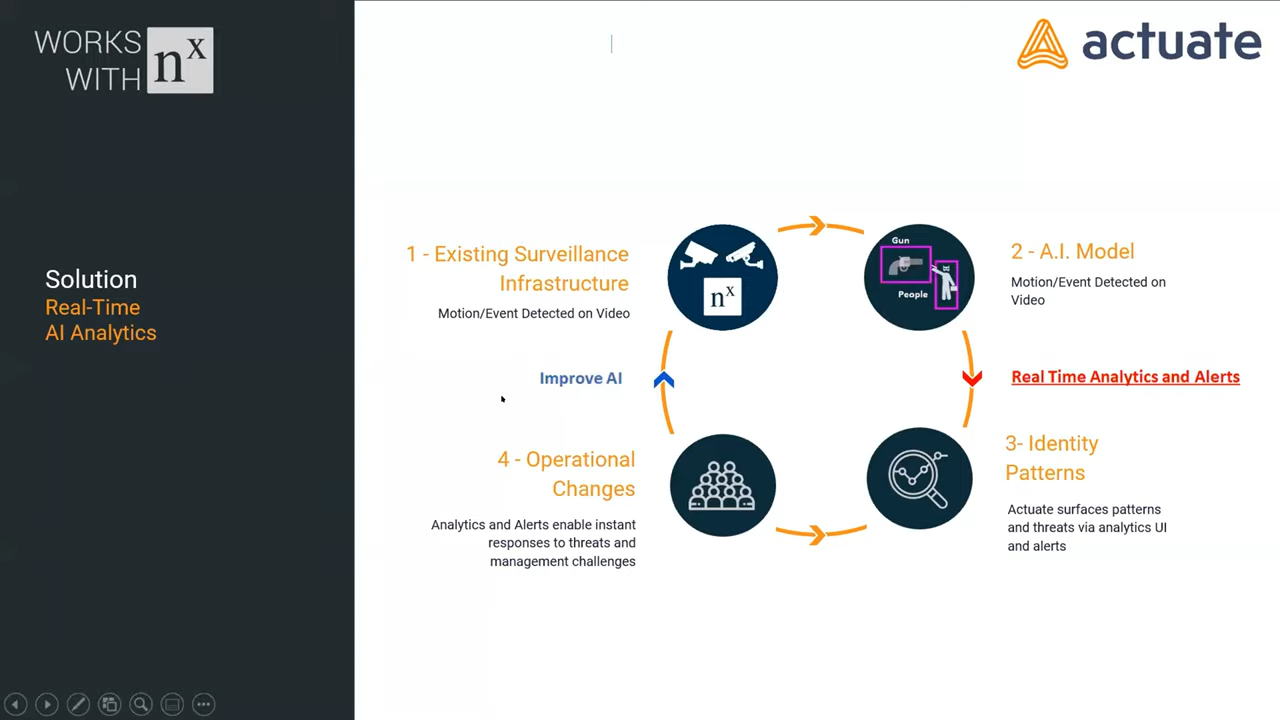 WORKS
WITH nx
actuate
Solution
Real-Time
AI Analytics
1 - Existing Surveillance
Infrastructure
Motion/Event Detected on Video
nx
Gun
People
2 - A.I. Model
Motion/Event Detected on
Video
Improve AI
Real Time Analytics and Alerts
4 - Operational
Changes
Analytics and Alerts enable instant
responses to threats and
management challenges
3- Identity
Patterns
Actuate surfaces patterns
and threats via analytics UI
and alerts